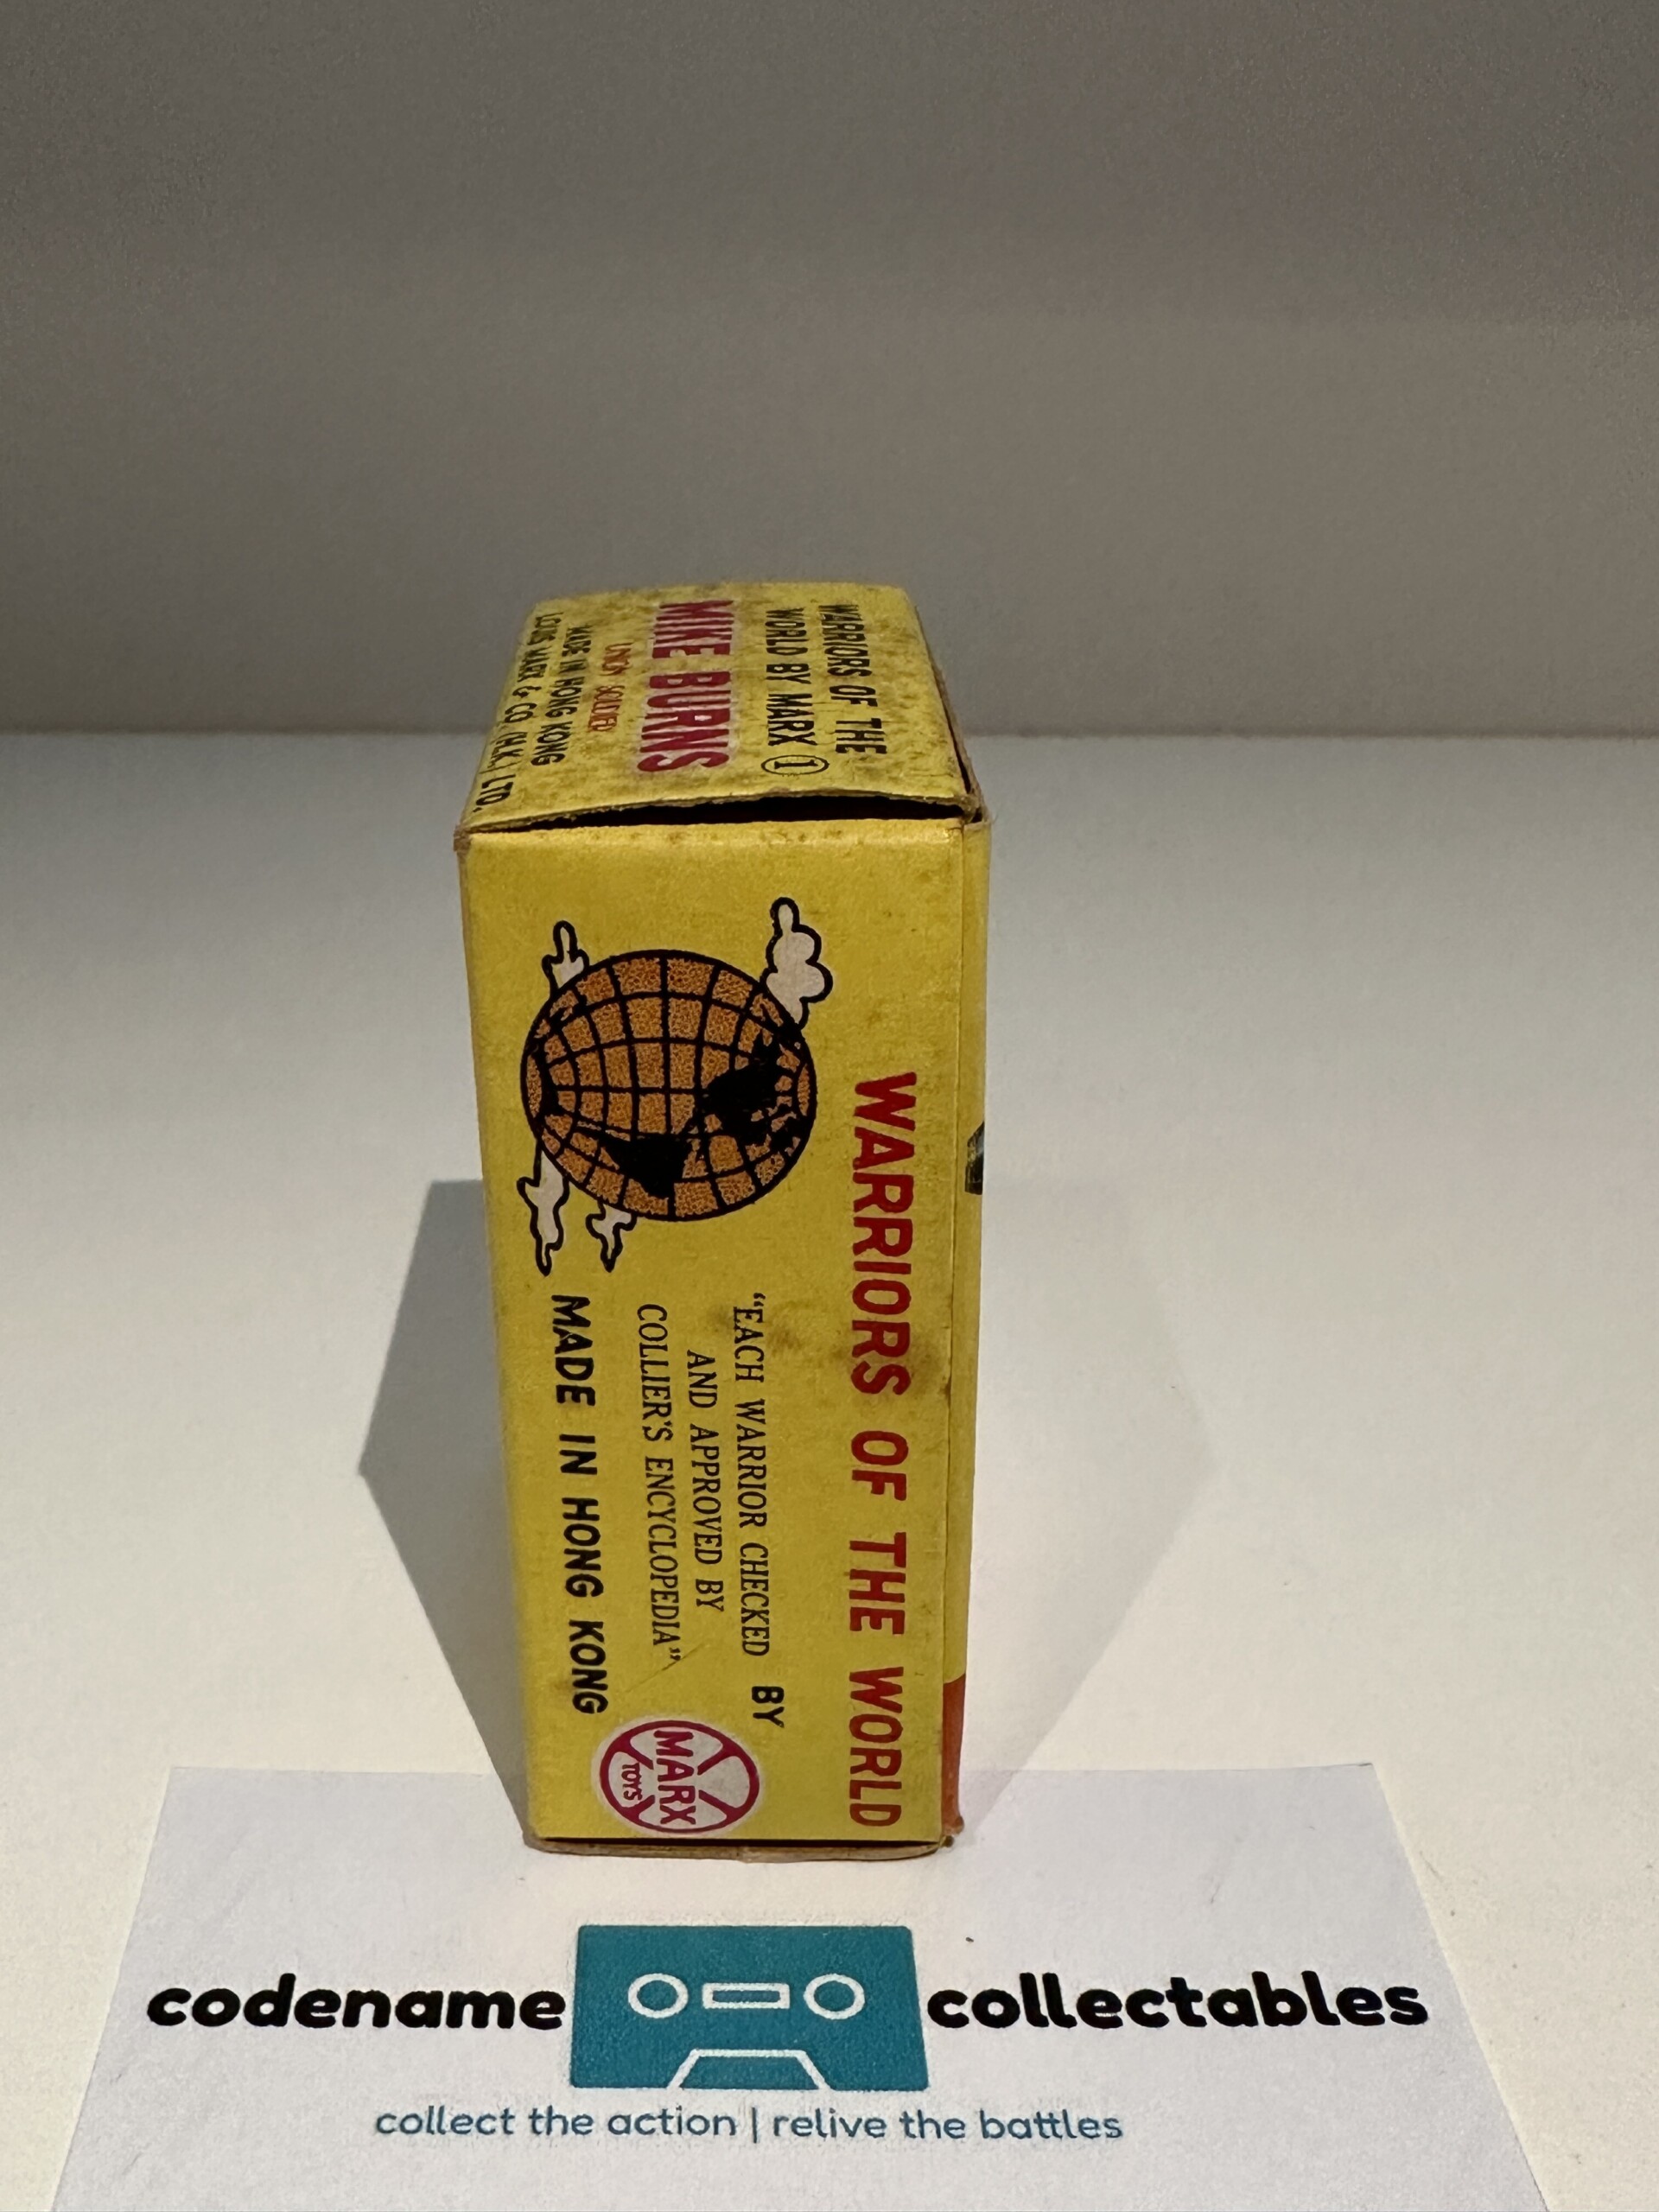 WARRIORS OF THE
WORLD BY MARX 1
MIKE BURNS
UNION SOLDIER
MADE IN HONG KONG
LOUIS MARX & CO. (H.K.) LTD.
WARRIORS OF THE WORLD
"EACH WARRIOR CHECKED
AND APPROVED BY
COLLIER'S ENCYCLOPEDIA"
BY
MARX
TOYS
MADE IN HONG KONG
codename collectables
collect the action | relive the battles